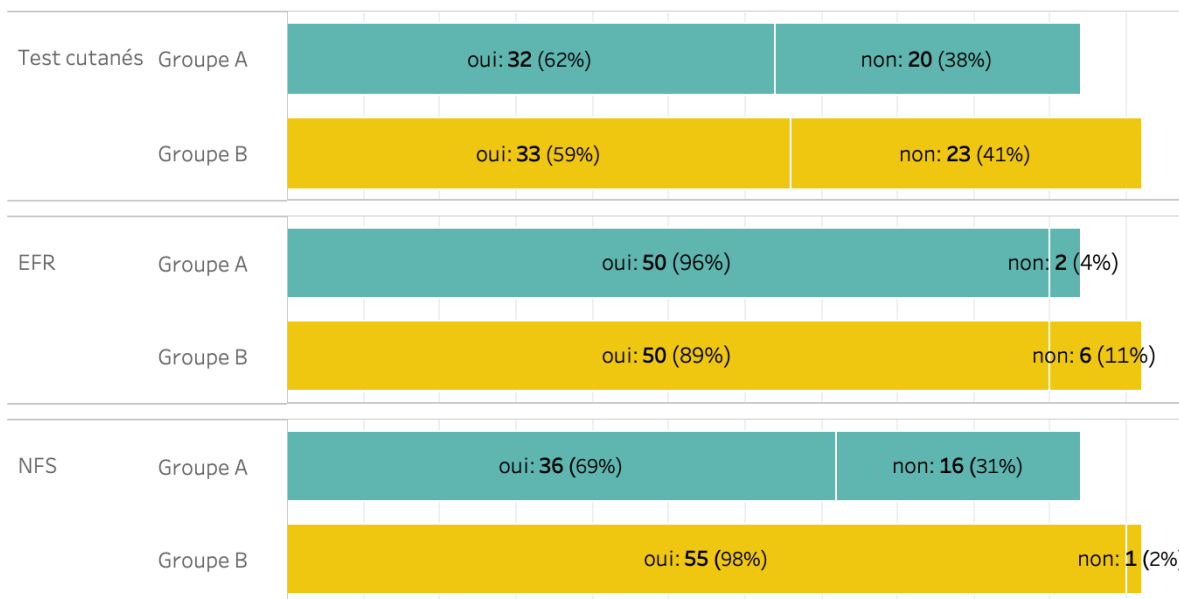 Test cutanés Groupe A oui: 32 (62%) non: 20 (38%)
Groupe B oui: 33 (59%) non: 23 (41%)
EFR Groupe A oui: 50 (96%) non: 2 (4%)
Groupe B oui: 50 (89%) non: 6 (11%)
NFS Groupe A oui: 36 (69%) non: 16 (31%)
Groupe B oui: 55 (98%) non: 1 (2%)